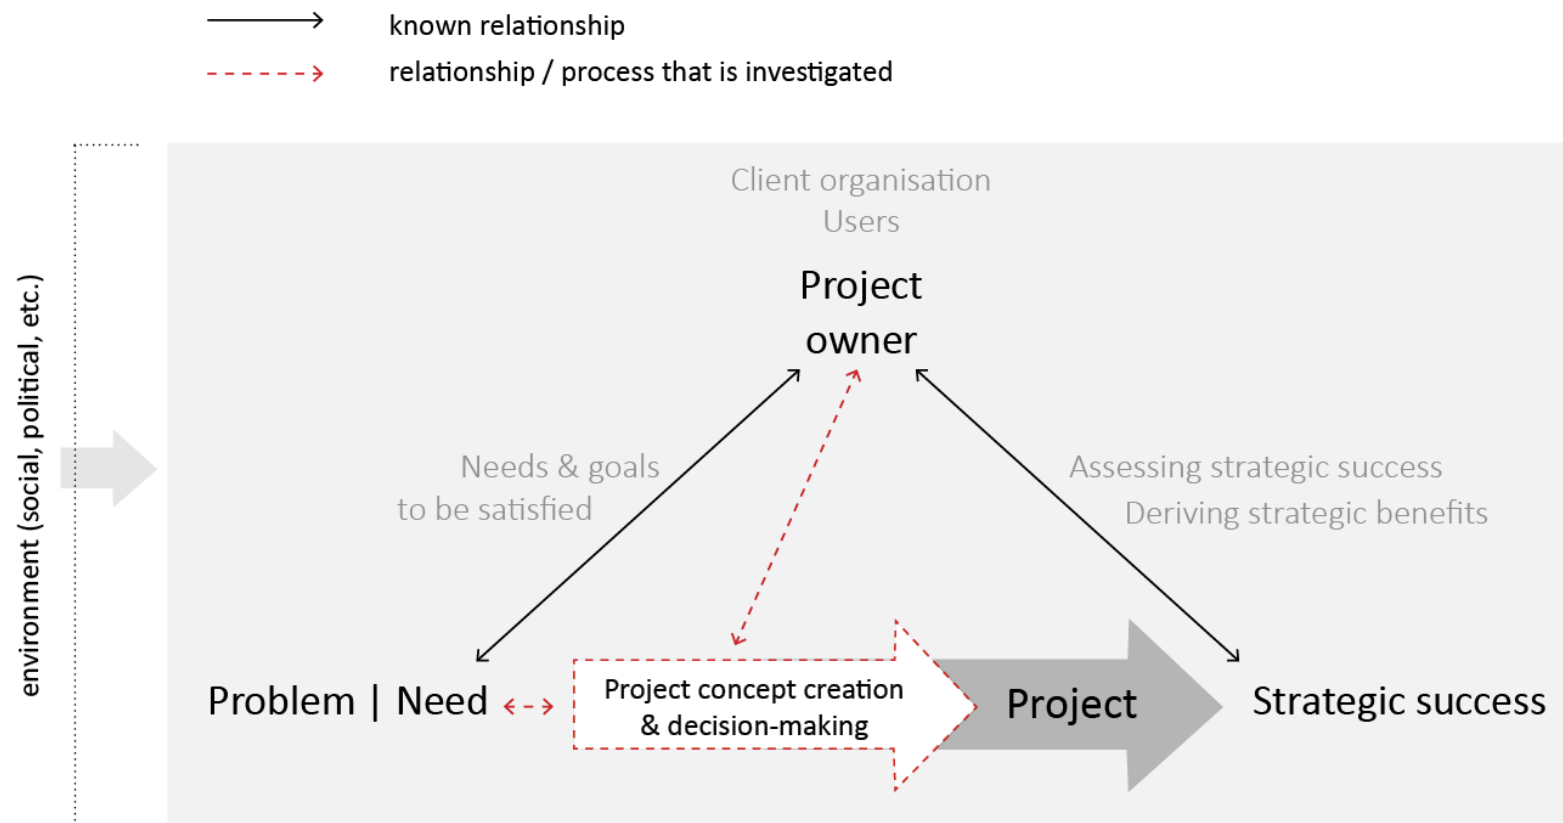 known relationship
relationship / process that is investigated
environment (social, political, etc.)
Client organisation
Users
Project
owner
Needs & goals
to be satisfied
Assessing strategic success
Deriving strategic benefits
Problem | Need
Project concept creation
& decision-making
Project
Strategic success